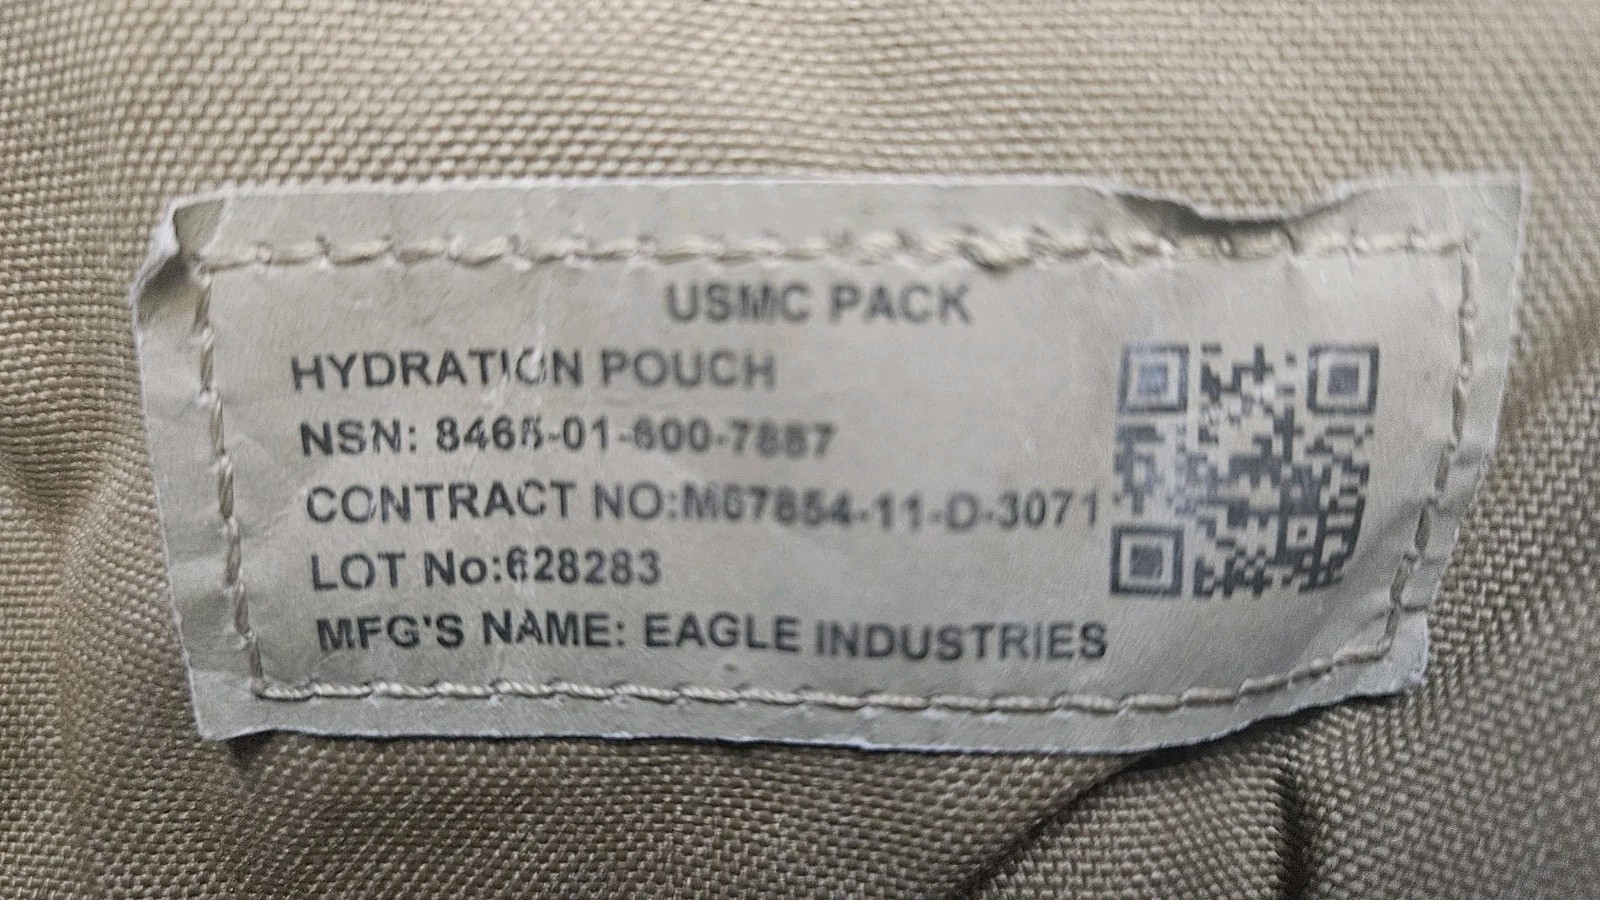 USMC PACK
HYDRATION POUCH
NSN: 8465-01-600-7887
CONTRACT NO:M67854-11-D-3071
LOT No:628283
MFG'S NAME: EAGLE INDUSTRIES